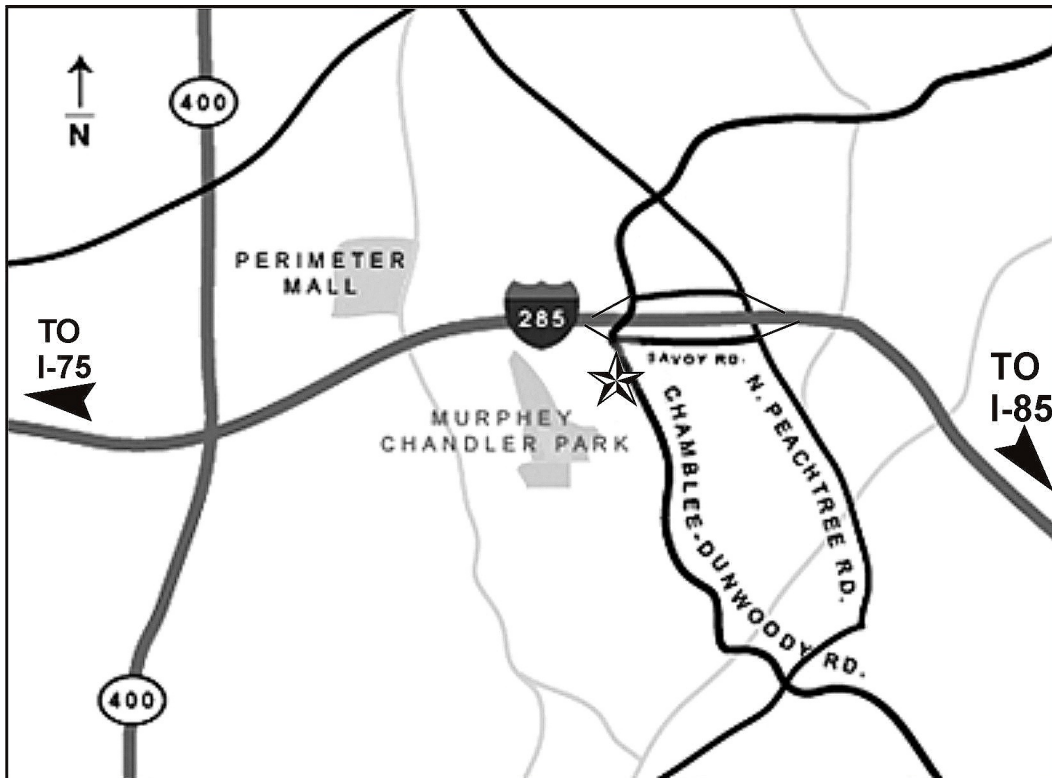 N
400
PERIMETER
MALL
285
TO
I-75
SAVOY RD.
TO
I-85
MURPHEY
CHANDLER PARK
N. PEACHTREE RD.
CHAMBLEE-DUNWOODY RD.
400